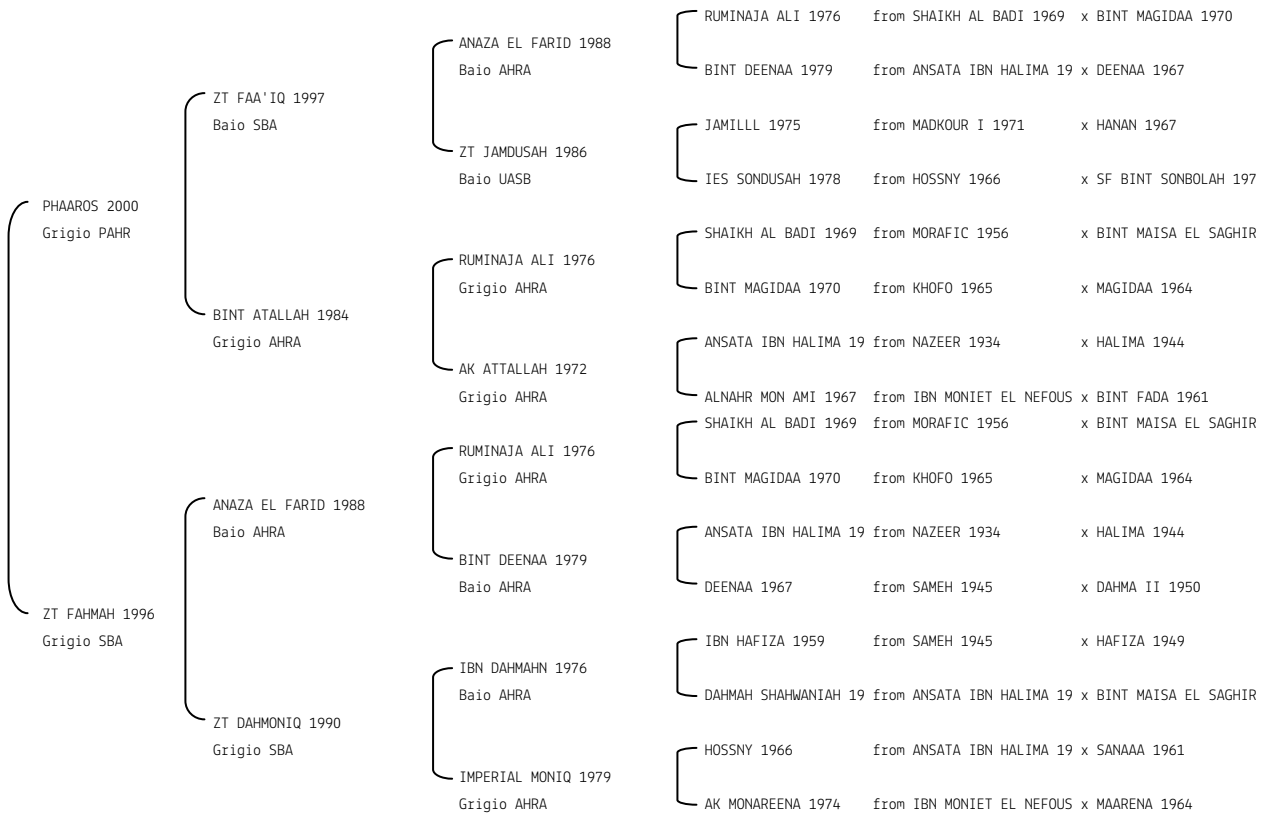 RUMINAJA ALI 1976 from SHAIKH AL BADI 1969 x BINT MAGIDAA 1970
ANAZA EL FARID 1988
Baio AHRA
BINT DEENAA 1979 from ANSATA IBN HALIMA 19 x DEENAA 1967
ZT FAA'IQ 1997
Baio SBA
JAMILLL 1975 from MADKOUR I 1971 x HANAN 1967
ZT JAMDUSAH 1986
Baio UASB
IES SONDUSAH 1978 from HOSSNY 1966 x SF BINT SONBOLAH 197
PHAAROS 2000
Grigio PAHR
SHAIKH AL BADI 1969 from MORAFIC 1956 x BINT MAISA EL SAGHIR
RUMINAJA ALI 1976
Grigio AHRA
BINT MAGIDAA 1970 from KHOFO 1965 x MAGIDAA 1964
BINT ATALLAH 1984
Grigio AHRA
ANSATA IBN HALIMA 19 from NAZEER 1934 x HALIMA 1944
AK ATTALLAH 1972
Grigio AHRA
ALNAHR MON AMI 1967 from IBN MONIET EL NEFOUS x BINT FADA 1961
SHAIKH AL BADI 1969 from MORAFIC 1956 x BINT MAISA EL SAGHIR
RUMINAJA ALI 1976
Grigio AHRA
BINT MAGIDAA 1970 from KHOFO 1965 x MAGIDAA 1964
ANAZA EL FARID 1988
Baio AHRA
ANSATA IBN HALIMA 19 from NAZEER 1934 x HALIMA 1944
BINT DEENAA 1979
Baio AHRA
DEENAA 1967 from SAMEH 1945 x DAHMA II 1950
ZT FAHMAH 1996
Grigio SBA
IBN HAFIZA 1959 from SAMEH 1945 x HAFIZA 1949
IBN DAHMAHN 1976
Baio AHRA
DAHMAH SHAHWANIAH 19 from ANSATA IBN HALIMA 19 x BINT MAISA EL SAGHIR
ZT DAHMONIQ 1990
Grigio SBA
HOSSNY 1966 from ANSATA IBN HALIMA 19 x SANAAA 1961
IMPERIAL MONIQ 1979
Grigio AHRA
AK MONAREENA 1974 from IBN MONIET EL NEFOUS x MAARENA 1964